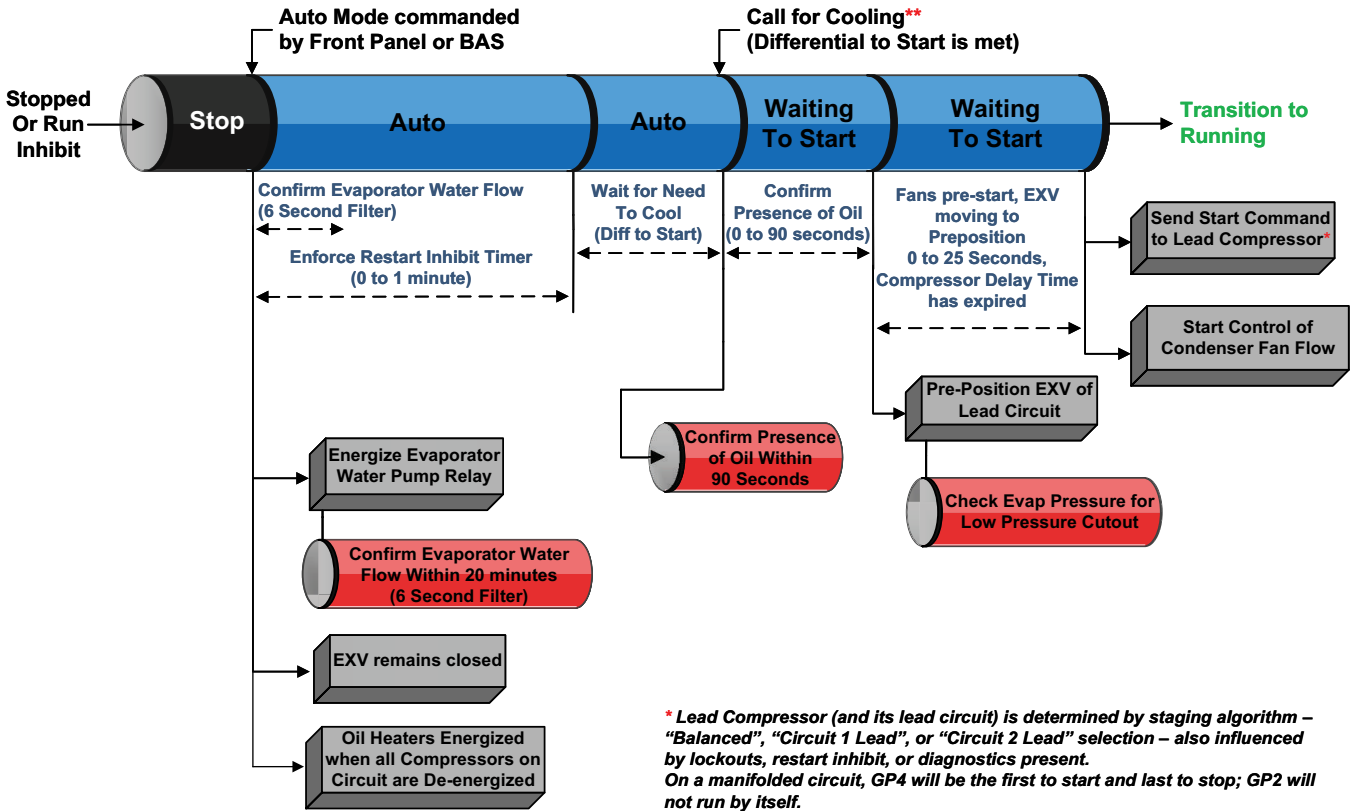 Auto Mode commanded
by Front Panel or BAS
Call for Cooling**
(Differential to Start is met)
Stopped
Or Run
Inhibit
Stop
Auto
Auto
Waiting
To Start
Waiting
To Start
Transition to
Running
Confirm Evaporator Water Flow
(6 Second Filter)
Enforce Restart Inhibit Timer
(0 to 1 minute)
Wait for Need
To Cool
(Diff to Start)
Confirm
Presence of Oil
(0 to 90 seconds)
Fans pre-start, EXV
moving to
Preposition
0 to 25 Seconds,
Compressor Delay Time
has expired
Send Start Command
to Lead Compressor*
Start Control of
Condenser Fan Flow
Pre-Position EXV of
Lead Circuit
Check Evap Pressure for
Low Pressure Cutout
Confirm Presence
of Oil Within
90 Seconds
Energize Evaporator
Water Pump Relay
Confirm Evaporator Water
Flow Within 20 minutes
(6 Second Filter)
EXV remains closed
Oil Heaters Energized
when all Compressors on
Circuit are De-energized
* Lead Compressor (and its lead circuit) is determined by staging algorithm –
“Balanced”, “Circuit 1 Lead”, or “Circuit 2 Lead” selection – also influenced
by lockouts, restart inhibit, or diagnostics present.
On a manifolded circuit, GP4 will be the first to start and last to stop; GP2 will
not run by itself.